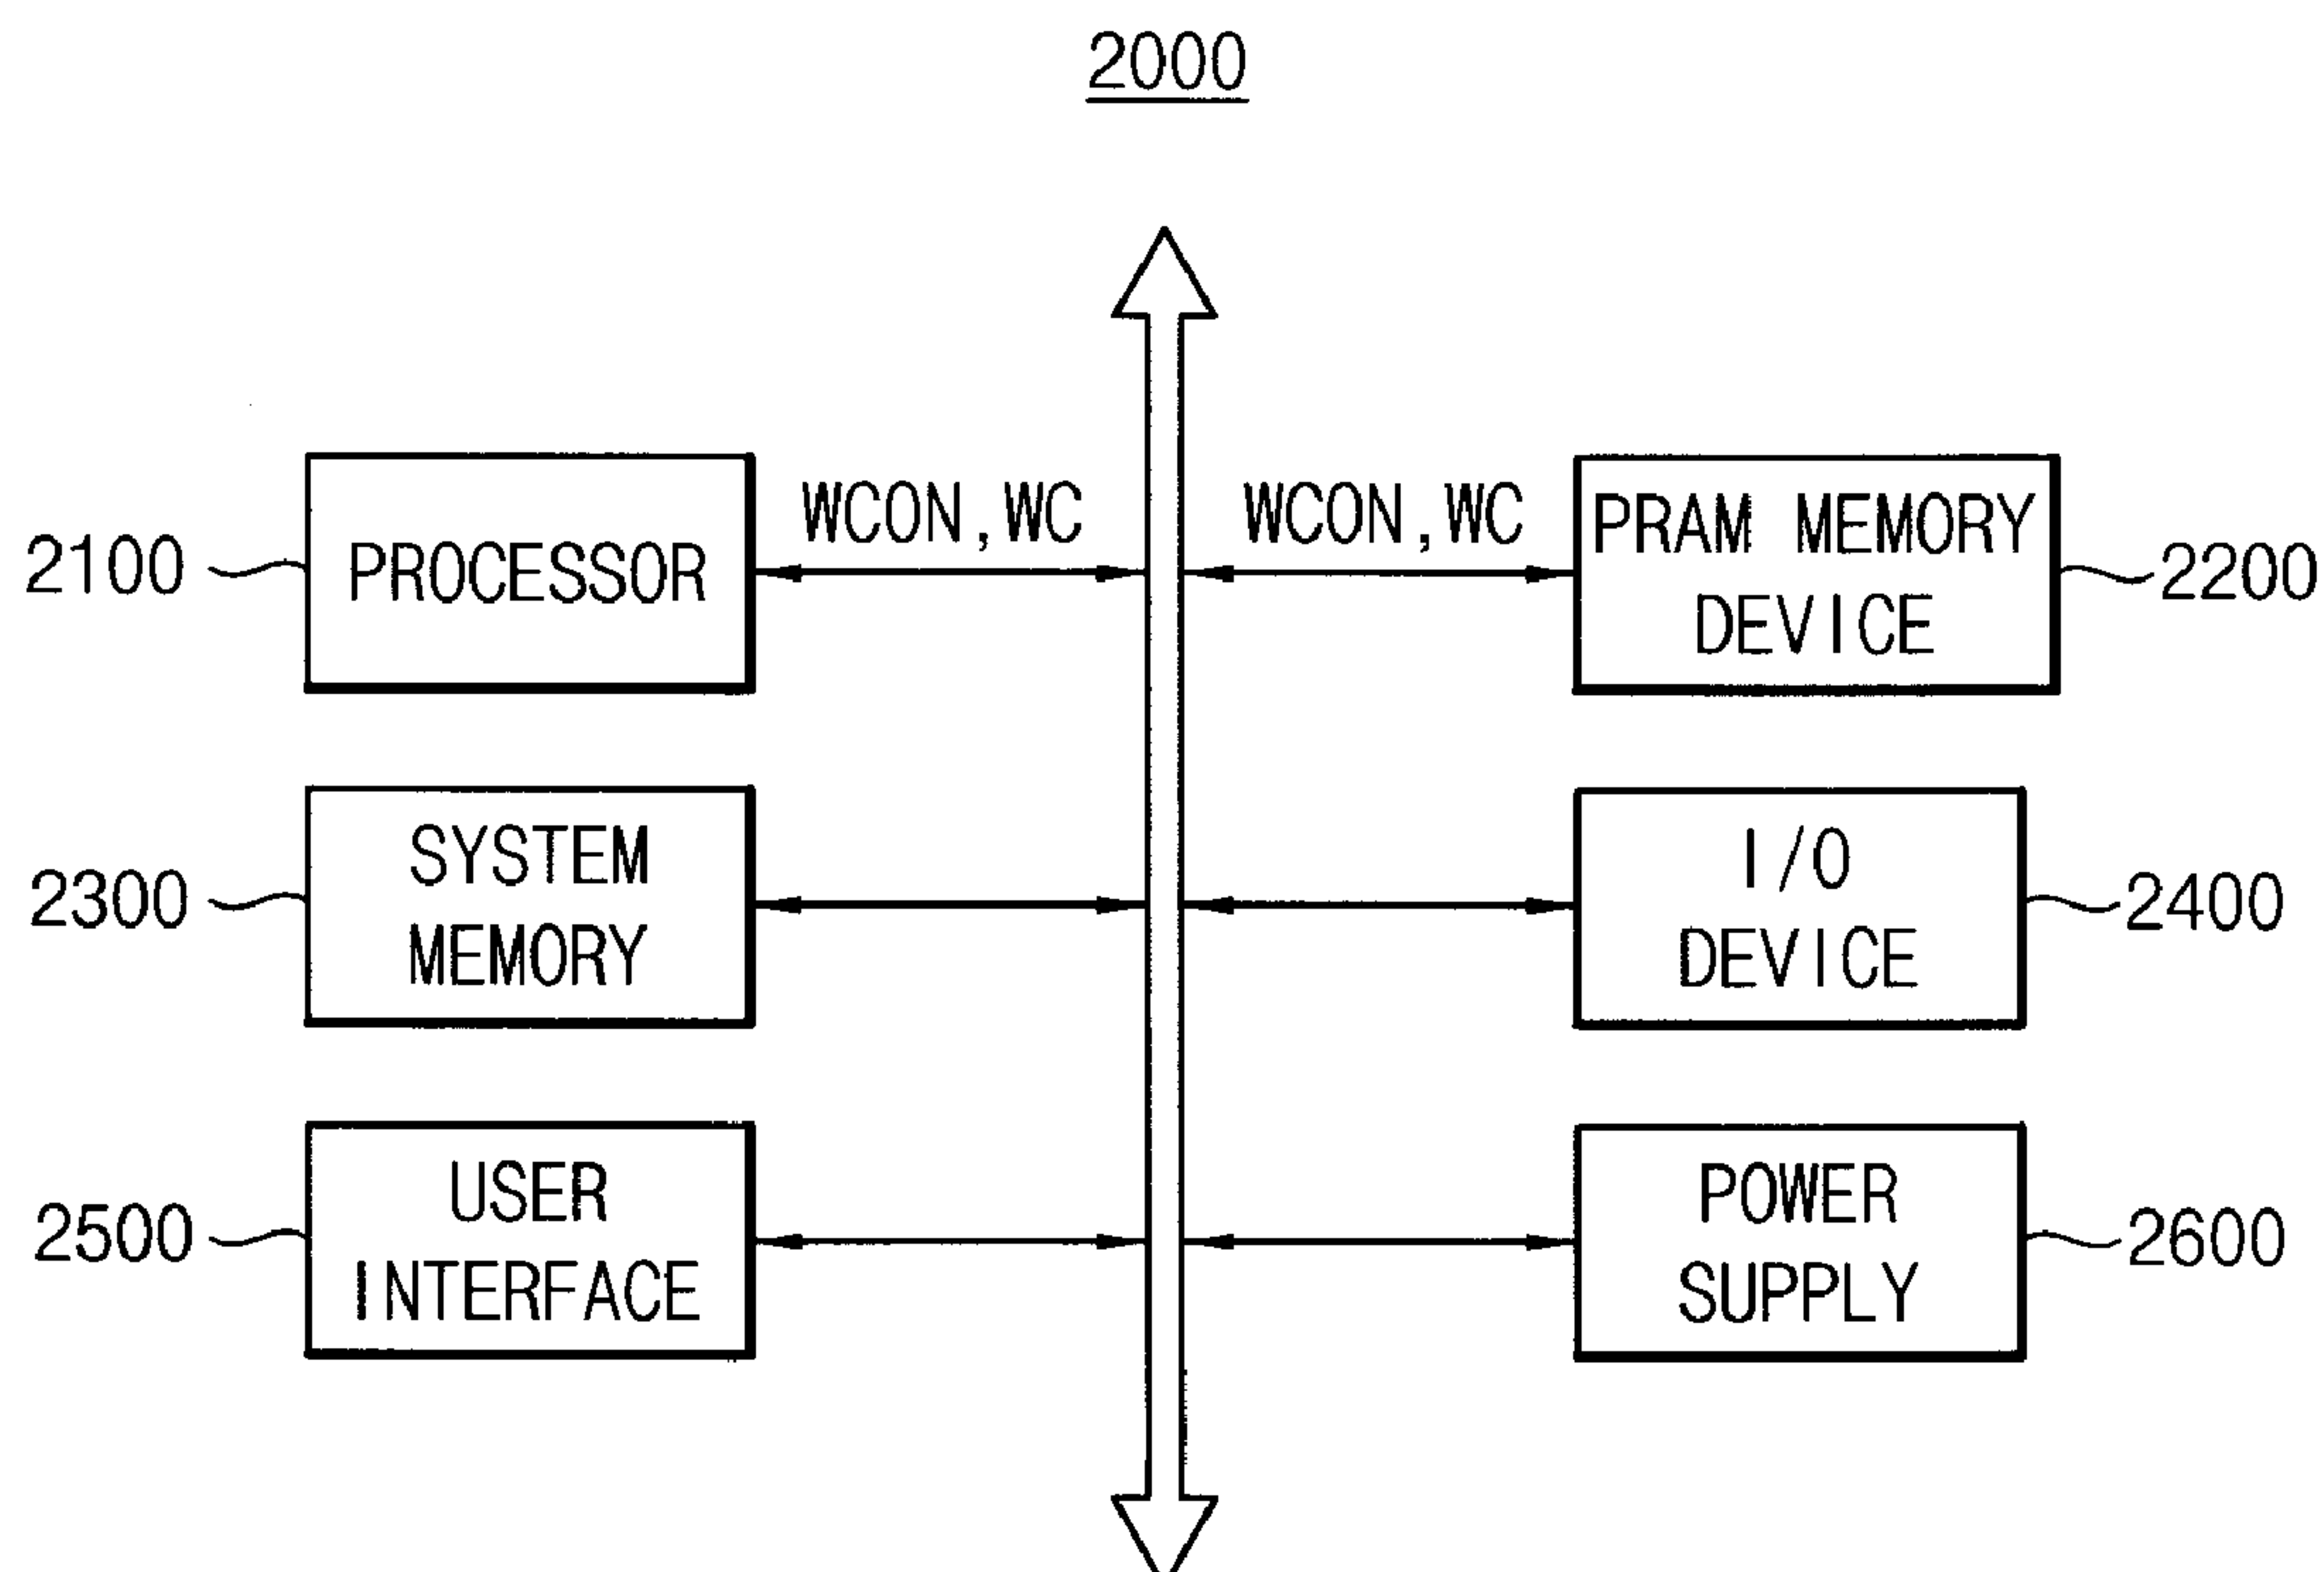 2000
WCON,WC
WCON,WC
2100
PROCESSOR
PRAM MEMORY
DEVICE
2200
2300
SYSTEM
MEMORY
I/O
DEVICE
2400
2500
USER
INTERFACE
POWER
SUPPLY
2600